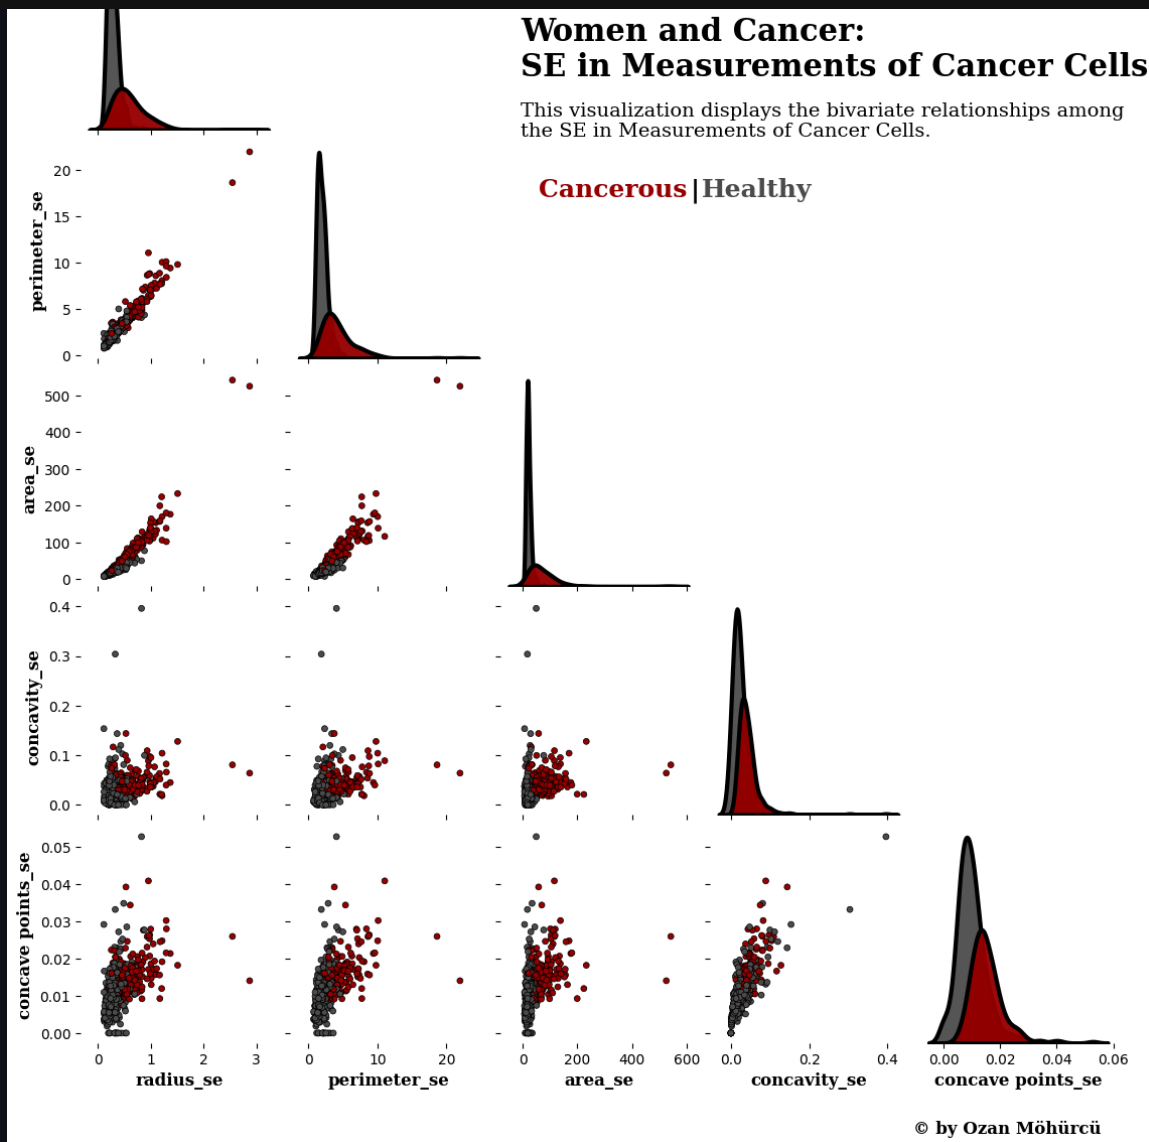 Women and Cancer:
SE in Measurements of Cancer Cells
This visualization displays the bivariate relationships among
the SE in Measurements of Cancer Cells.
Cancerous|Healthy
perimeter_se
20
15
10
5
0
area_se
500
400
300
200
100
0
concavity_se
0.4
0.3
0.2
0.1
0.0
concave points_se
0.05
0.04
0.03
0.02
0.01
0.00
0 1 2 3
0 10 20
0 200 400 600
0.0 0.2 0.4
0.00 0.02 0.04 0.06
radius_se
perimeter_se
area_se
concavity_se
concave points_se
© by Ozan Möhürcü